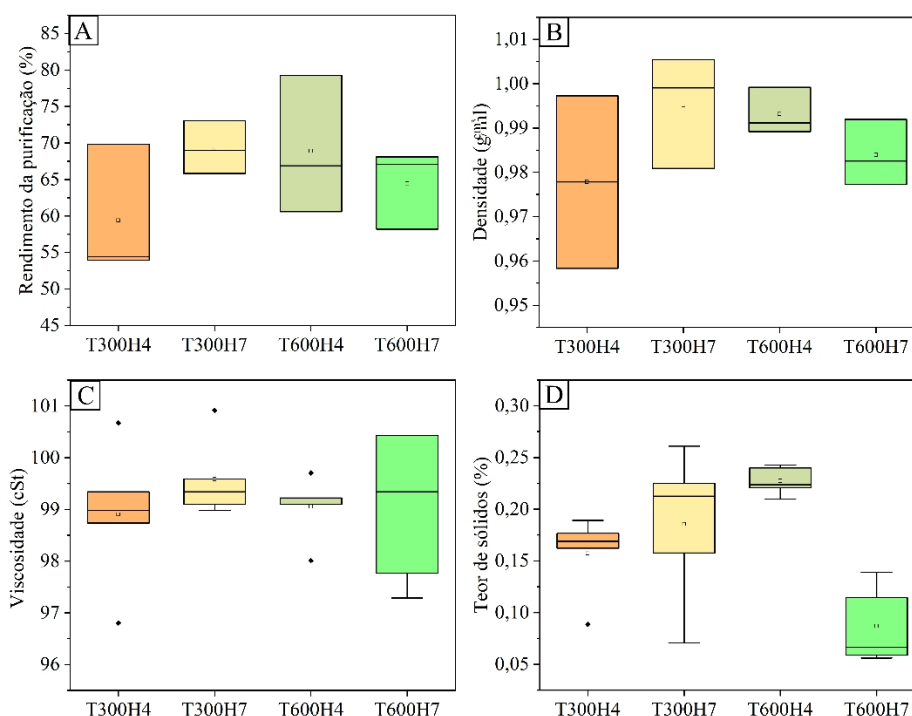 A
Rendimento da purificação (%)
85
80
75
70
65
60
55
50
45
T300H4 T300H7 T600H4 T600H7
B
Densidade (g/ml)
1,01
1,00
0,99
0,98
0,97
0,96
0,95
T300H4 T300H7 T600H4 T600H7
C
Viscosidade (cSt)
101
100
99
98
97
96
T300H4 T300H7 T600H4 T600H7
D
Teor de sólidos (%)
0,30
0,25
0,20
0,15
0,10
0,05
T300H4 T300H7 T600H4 T600H7